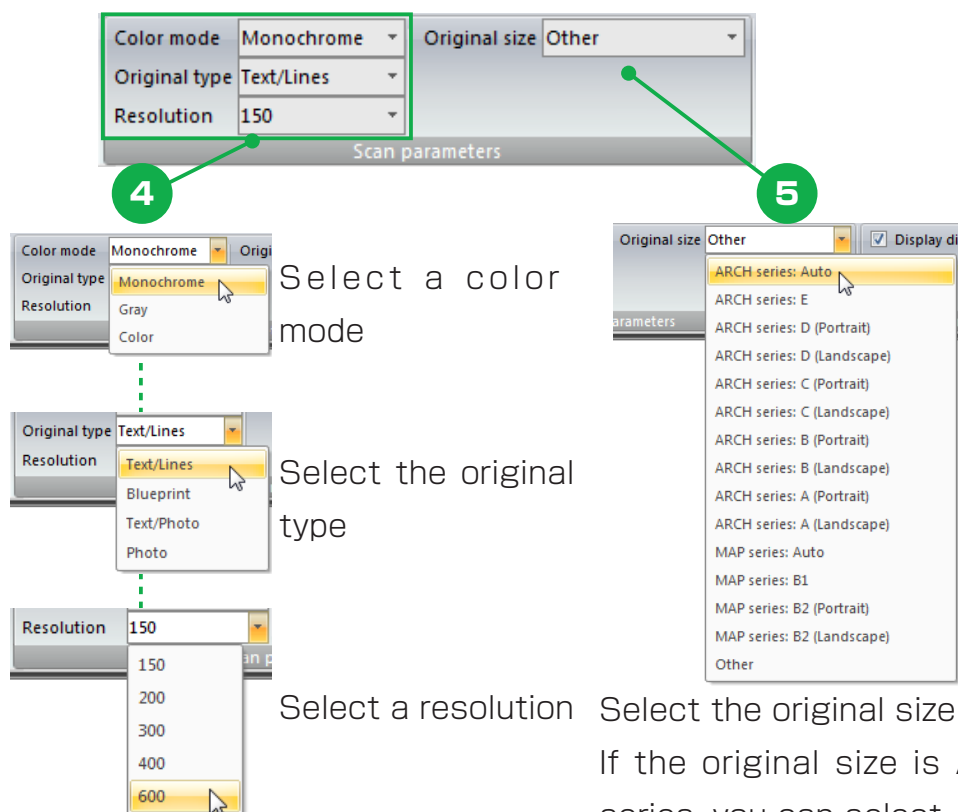 Color mode Monochrome Original size Other
Original type Text/Lines
Resolution 150
Scan parameters
4
5
Color mode Monochrome
Original type
Resolution
Monochrome
Gray
Color
Select a color
mode
Original type Text/Lines
Resolution
Text/Lines
Blueprint
Text/Photo
Photo
Select the original
type
Resolution 150
150
200
300
400
600
Select a resolution
Original size Other Display
ARCH series: Auto
ARCH series: E
ARCH series: D (Portrait)
ARCH series: D (Landscape)
ARCH series: C (Portrait)
ARCH series: C (Landscape)
ARCH series: B (Portrait)
ARCH series: B (Landscape)
ARCH series: A (Portrait)
ARCH series: A (Landscape)
MAP series: Auto
MAP series: B1
MAP series: B2 (Portrait)
MAP series: B2 (Landscape)
Other
Select the original size
If the original size is
series, you can select